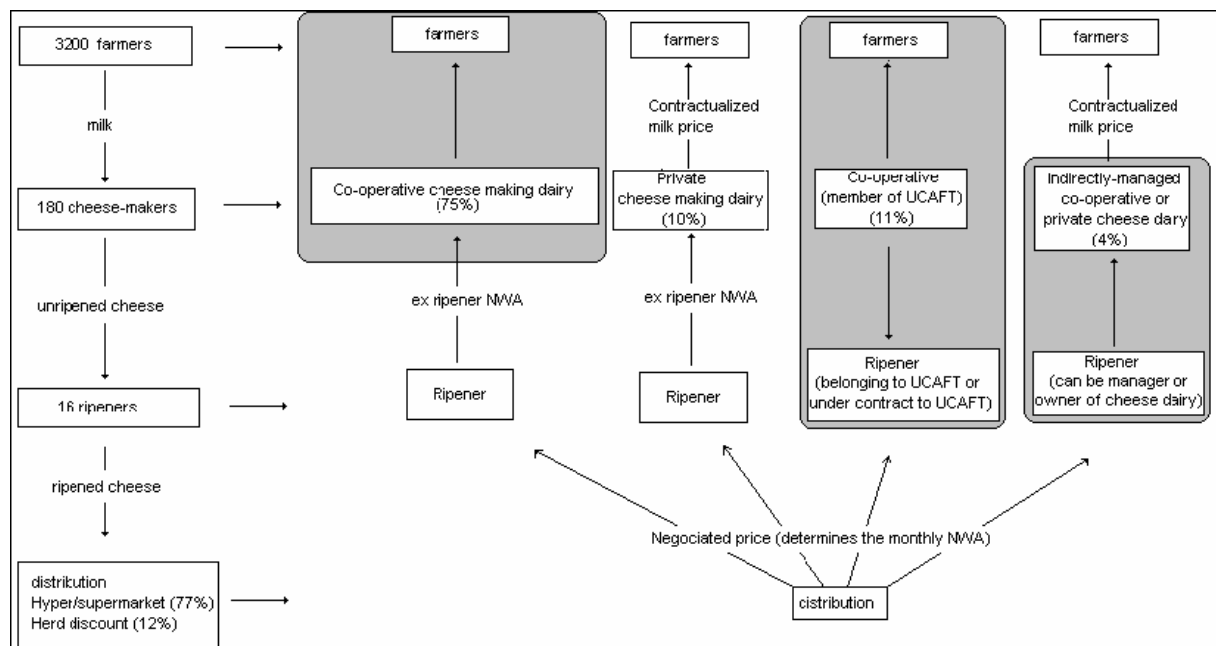 3200 farmers
milk
180 cheese-makers
unripened cheese
16 ripeners
ripened cheese
distribution
Hyper/supermarket (77%)
Herd discount (12%)
farmers
Co-operative cheese making dairy
(75%)
ex ripener NWA
Ripener
farmers
Contractualized
milk price
Private
cheese making dairy
(10%)
ex ripener NWA
Ripener
farmers
Co-operative
(member of UCAFT)
(11%)
Ripener
(belonging to UCAFT or
under contract to UCAFT)
farmers
Contractualized
milk price
Indirectly-managed
co-operative or
private cheese dairy
(4%)
Ripener
(can be manager or
owner of cheese dairy)
Negociated price (determines the monthly NWA)
cistribution